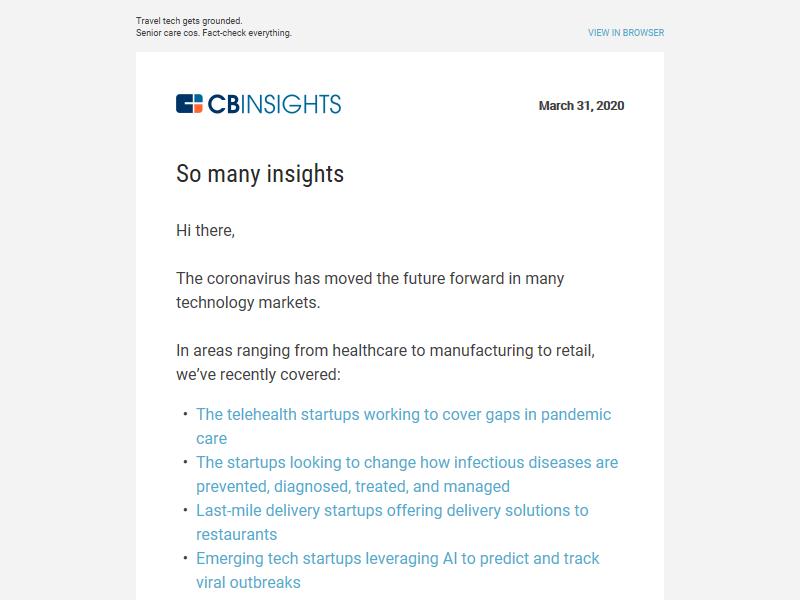 Travel tech gets grounded.
Senior care cos. Fact-check everything.
VIEW IN BROWSER
CBINSIGHTS
March 31, 2020
So many insights
Hi there,
The coronavirus has moved the future forward in many
technology markets.
In areas ranging from healthcare to manufacturing to retail,
we’ve recently covered:
• The telehealth startups working to cover gaps in pandemic
care
• The startups looking to change how infectious diseases are
prevented, diagnosed, treated, and managed
• Last-mile delivery startups offering delivery solutions to
restaurants
• Emerging tech startups leveraging AI to predict and track
viral outbreaks